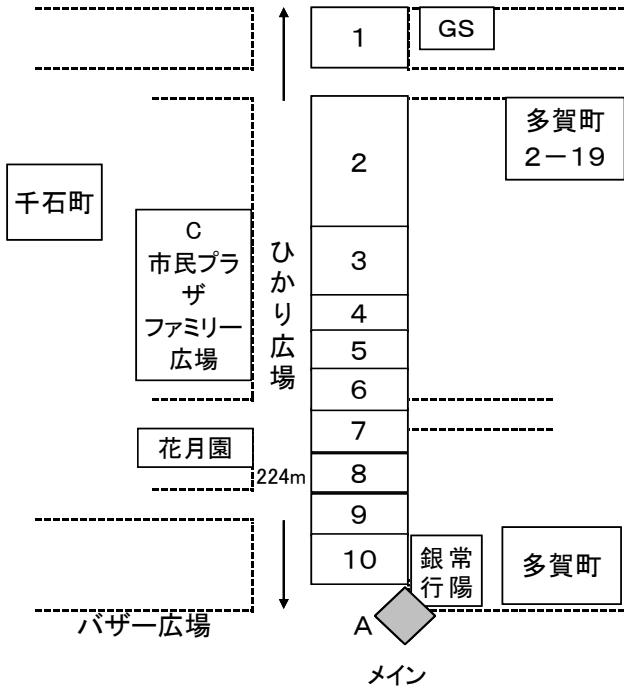 1
GS
2
多賀町
2－19
千石町
C
市民プラ
ザ
ファミリー
広場
ひかり広場
3
4
5
6
7
花月園
224m
8
9
10
常陽
銀行
多賀町
バザー広場
A
メイン